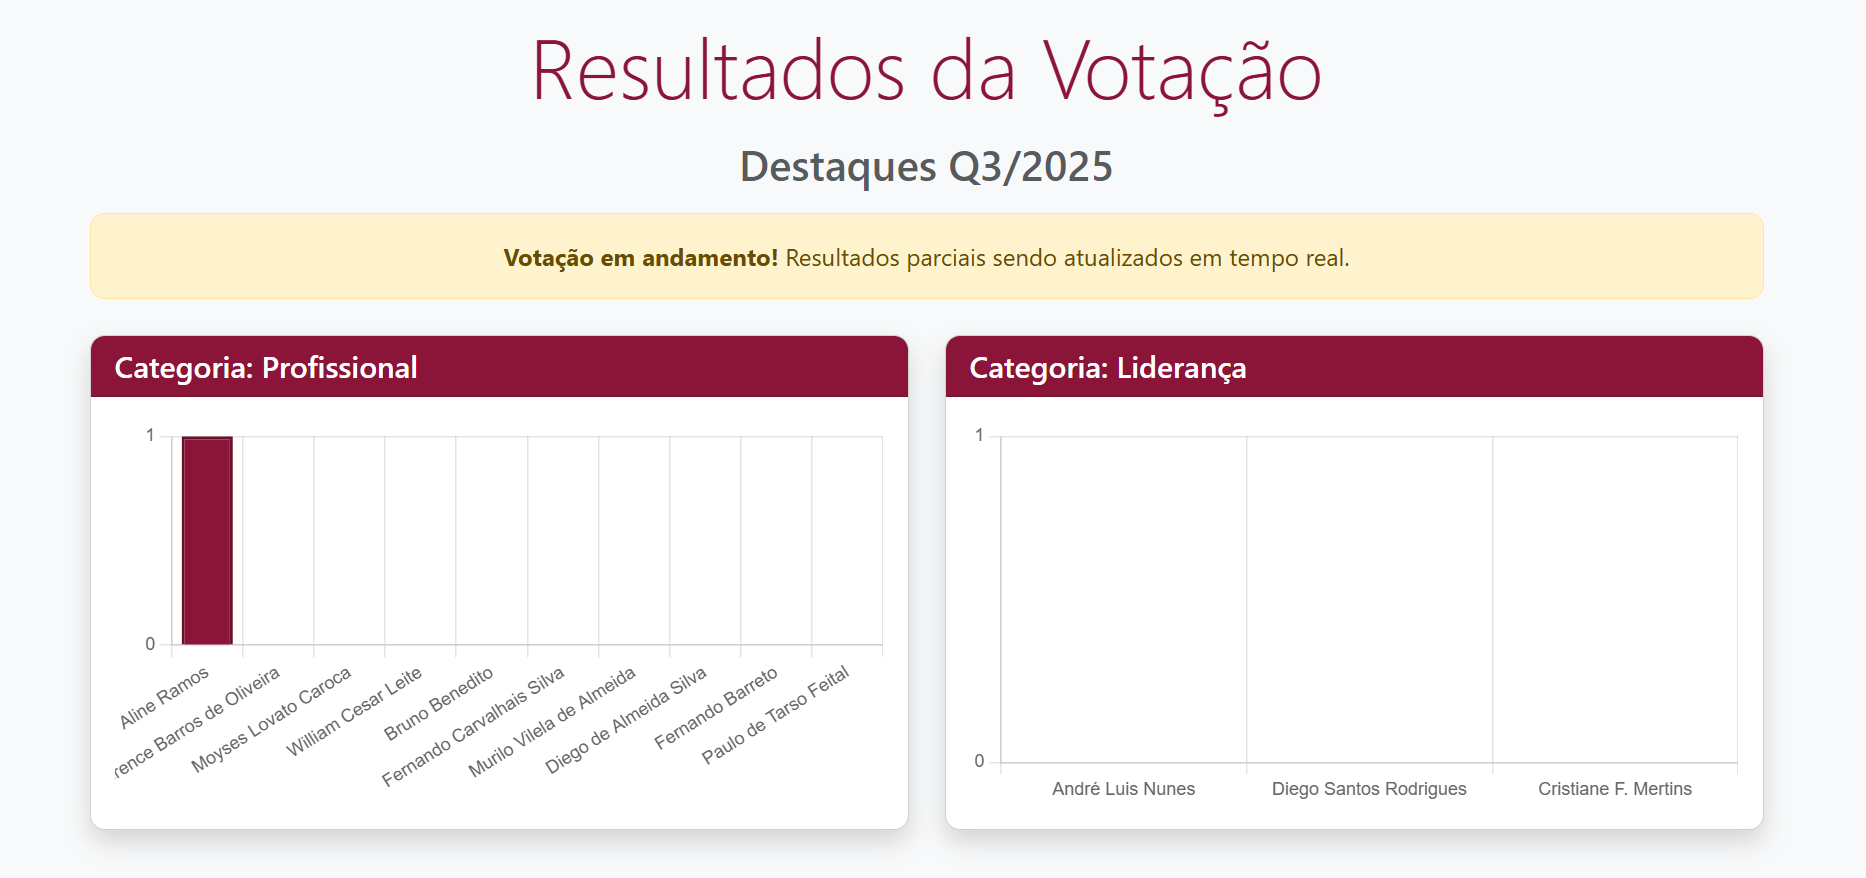 Resultados da Votação
Destaques Q3/2025
Votação em andamento! Resultados parciais sendo atualizados em tempo real.
Categoria: Profissional
1
0
Aline Ramos
Barros de Oliveira
Moyses Lovato Caroca
William Cesar Leite
Bruno Benedito
Fernando Carvalhais Silva
Murilo Vilela de Almeida
Diego de Almeida Silva
Fernando Barreto
Paulo de Tarso Feital
Categoria: Liderança
1
0
André Luis Nunes
Diego Santos Rodrigues
Cristiane F. Mertins